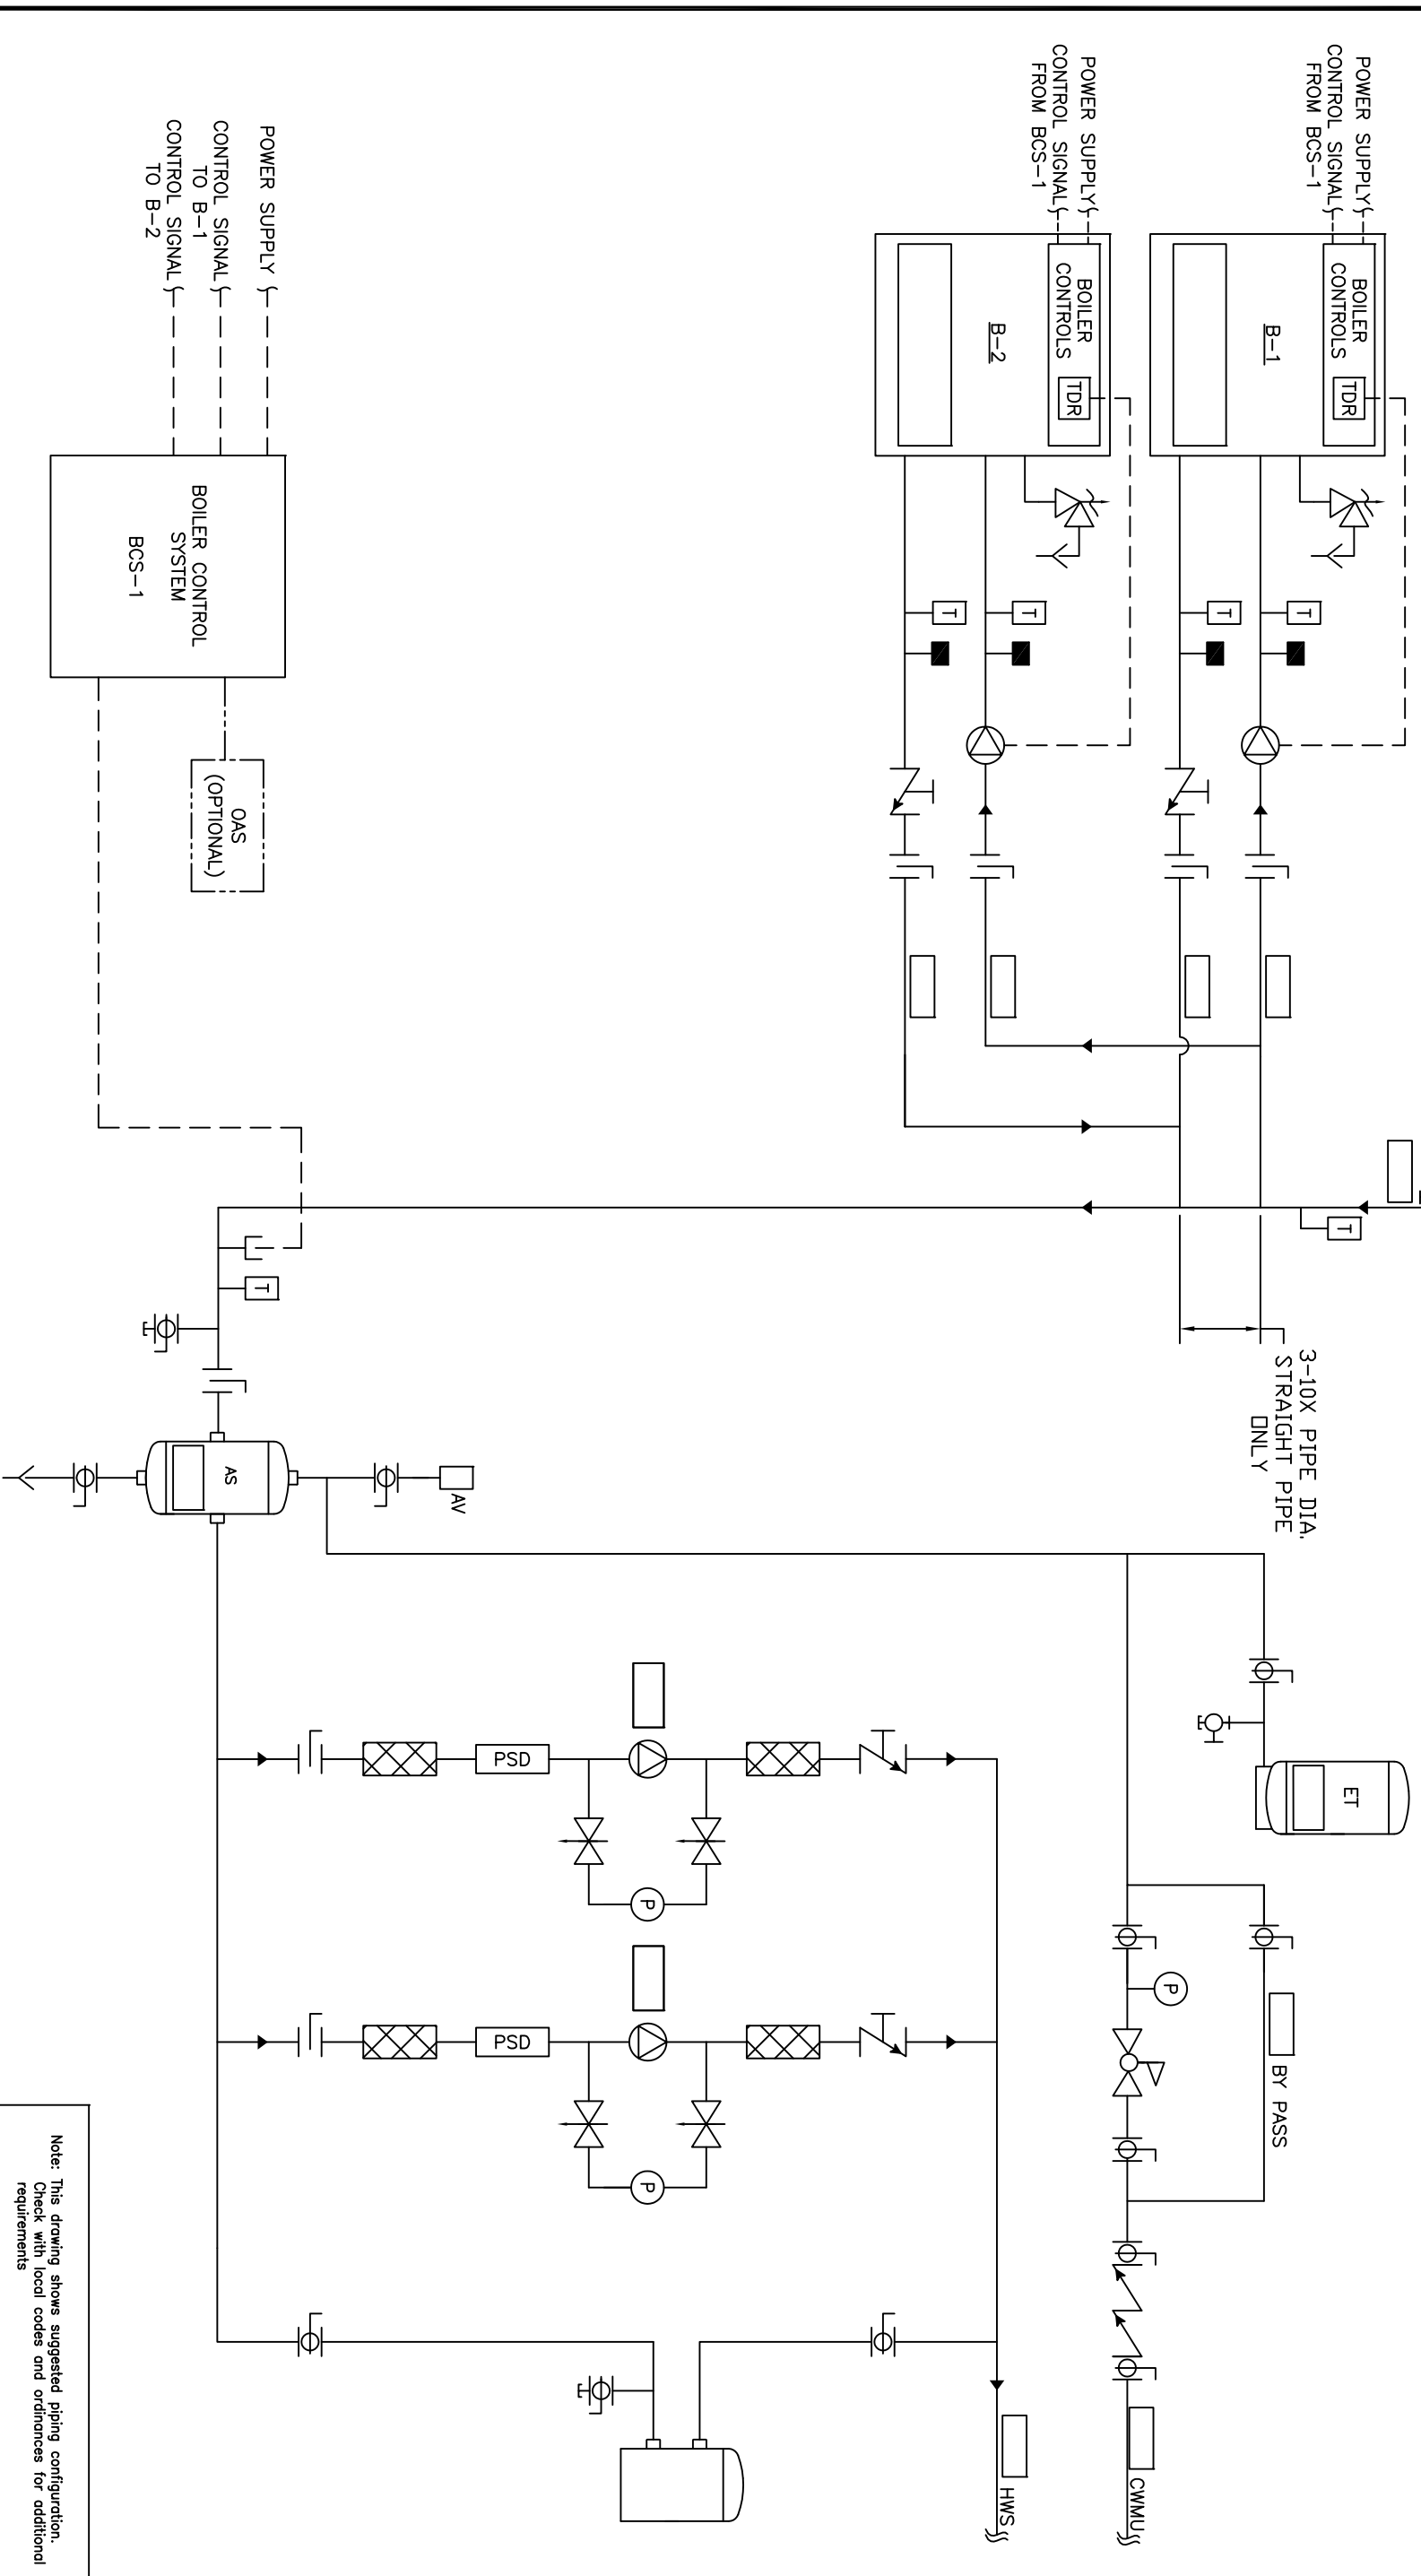 POWER SUPPLY
CONTROL SIGNAL
FROM BCS-1
BOILER
CONTROLS
TDR
B-1
T
T
POWER SUPPLY
CONTROL SIGNAL
FROM BCS-1
BOILER
CONTROLS
TDR
B-2
T
T
POWER SUPPLY
CONTROL SIGNAL
TO B-1
CONTROL SIGNAL
TO B-2
BOILER CONTROL
SYSTEM
BCS-1
OAS
(OPTIONAL)
T
T
3-10X PIPE DIA.
STRAIGHT PIPE
ONLY
AS
AV
ET
PSD
P
PSD
P
P
BY PASS
HWS
CWMU
Note: This drawing shows suggested piping configuration.
Check with local codes and ordinances for additional
requirements